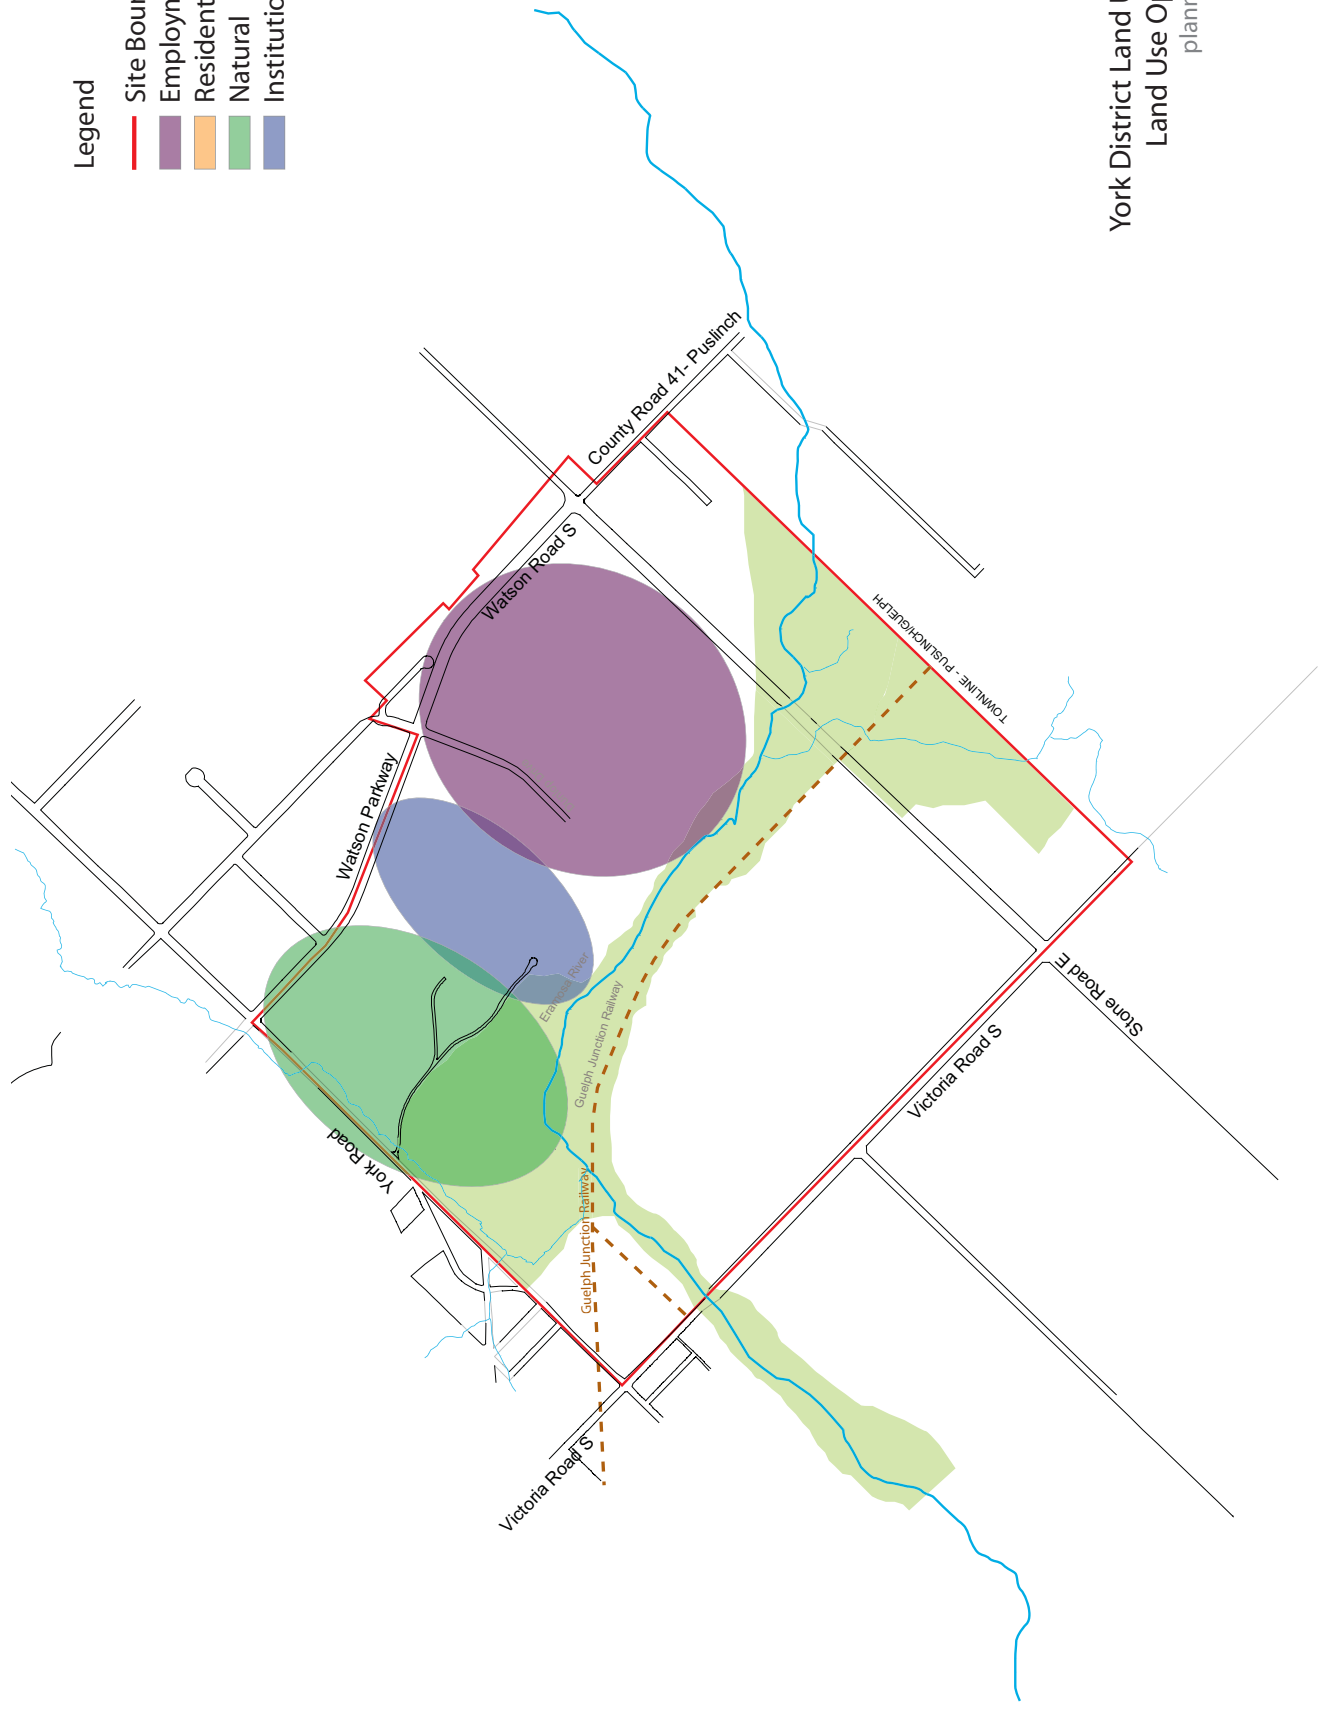 Legend
Site Bour
Employn
Resident
Natural
Institutio
York District Land U
Land Use Op
plann
County Road 41- Puslinch
Watson Road S
Watson Parkway
TOWNLINE - PUSLINCH/GUELPH
Eramosa River
Guelph Junction Railway
Guelph Junction Railway
York Road
Stone Road E
Victoria Road S
Victoria Road S